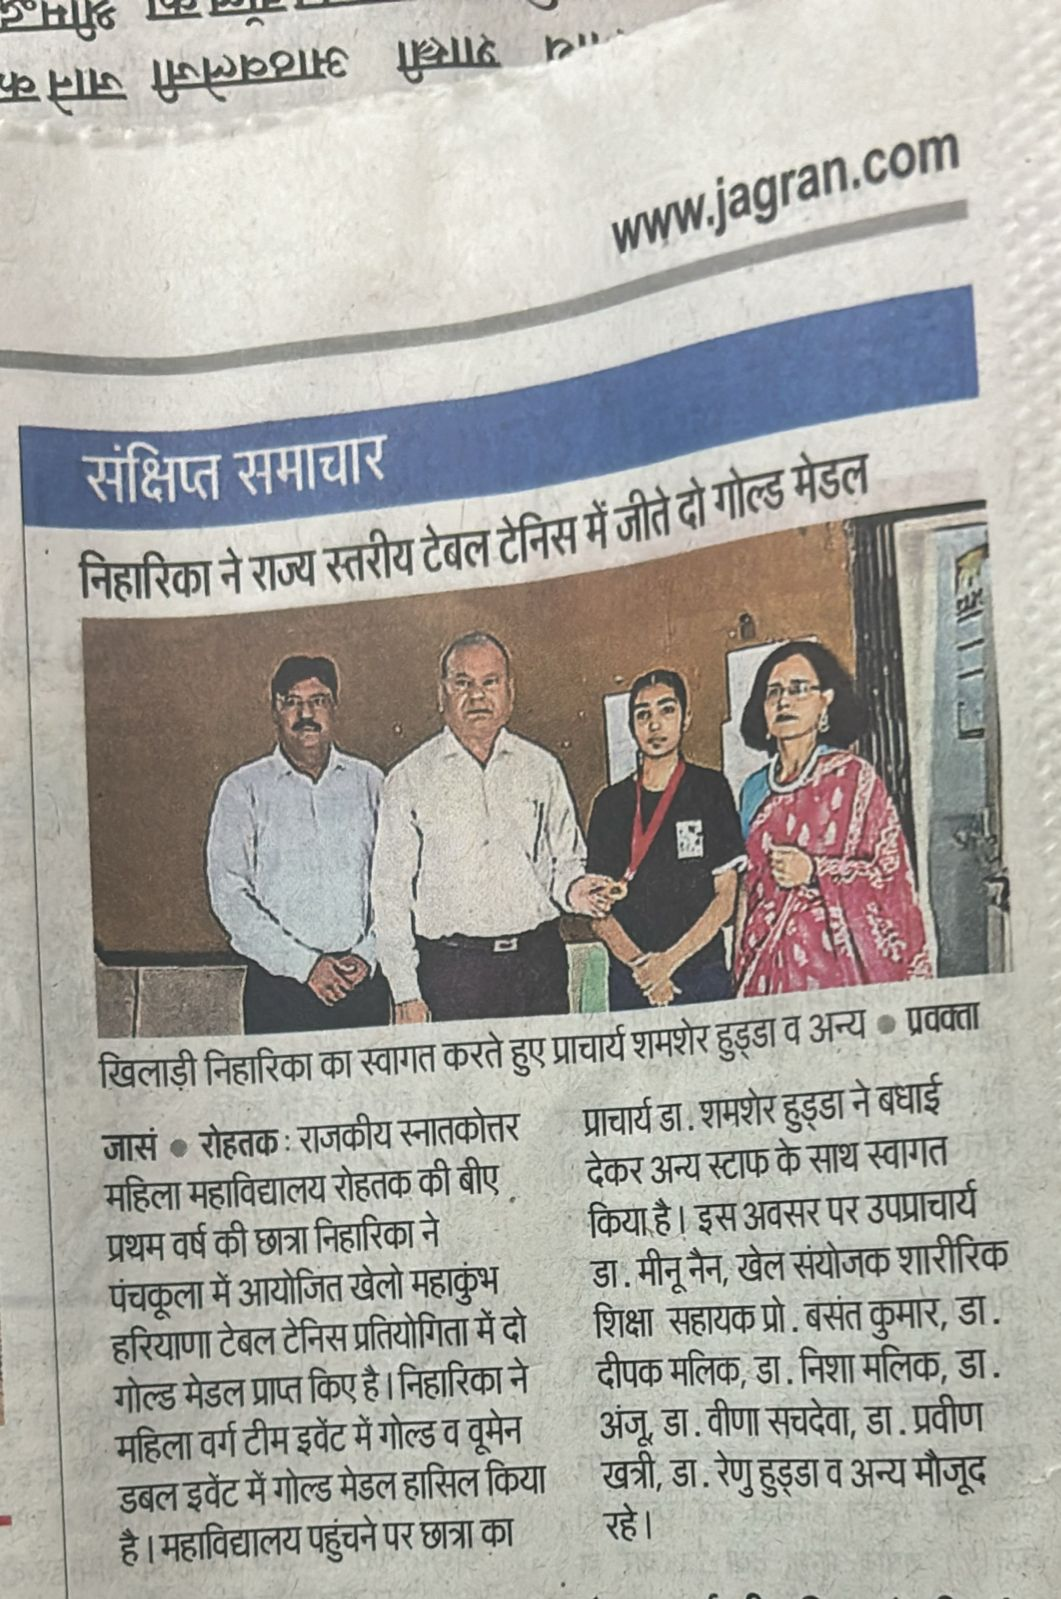 शास्त्री आठवलेजी
www.jagran.com
संक्षिप्त समाचार
निहारिका ने राज्य स्तरीय टेबल टेनिस में जीते दो गोल्ड मेडल
खिलाड़ी निहारिका का स्वागत करते हुए प्राचार्य शमशेर हुड्डा व अन्य ● प्रवक्ता
जासं ● रोहतक : राजकीय स्नातकोत्तर
महिला महाविद्यालय रोहतक की बीए
प्रथम वर्ष की छात्रा निहारिका ने
पंचकूला में आयोजित खेलो महाकुंभ
हरियाणा टेबल टेनिस प्रतियोगिता में दो
गोल्ड मेडल प्राप्त किए है। निहारिका ने
महिला वर्ग टीम इवेंट में गोल्ड व वूमेन
डबल इवेंट में गोल्ड मेडल हासिल किया
है। महाविद्यालय पहुंचने पर छात्रा का
प्राचार्य डा. शमशेर हुड्डा ने बधाई
देकर अन्य स्टाफ के साथ स्वागत
किया है। इस अवसर पर उपप्राचार्य
डा. मीनू नैन, खेल संयोजक शारीरिक
शिक्षा सहायक प्रो. बसंत कुमार, डा.
दीपक मलिक, डा. निशा मलिक, डा.
अंजू, डा. वीणा सचदेवा, डा. प्रवीण
खत्री, डा. रेणु हुड्डा व अन्य मौजूद
रहे।